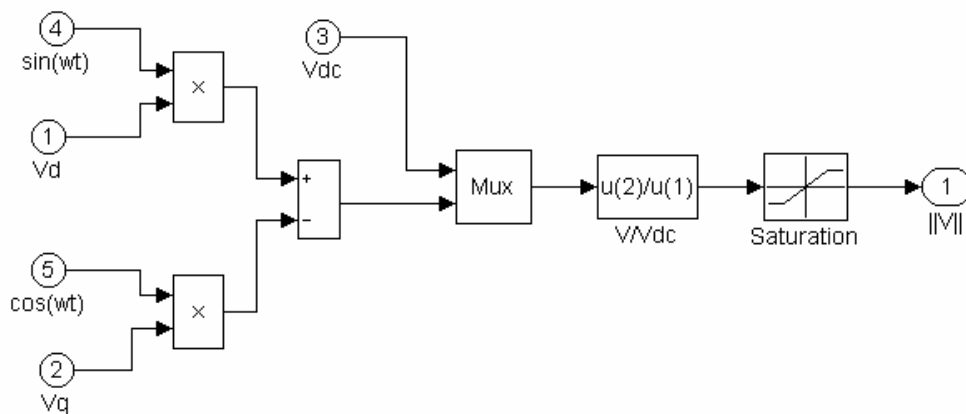 4
sin(wt)
3
Vdc
×
1
Vd
+
−
Mux
u(2)/u(1)
V/Vdc
Saturation
1
||V||
5
cos(wt)
×
2
Vq